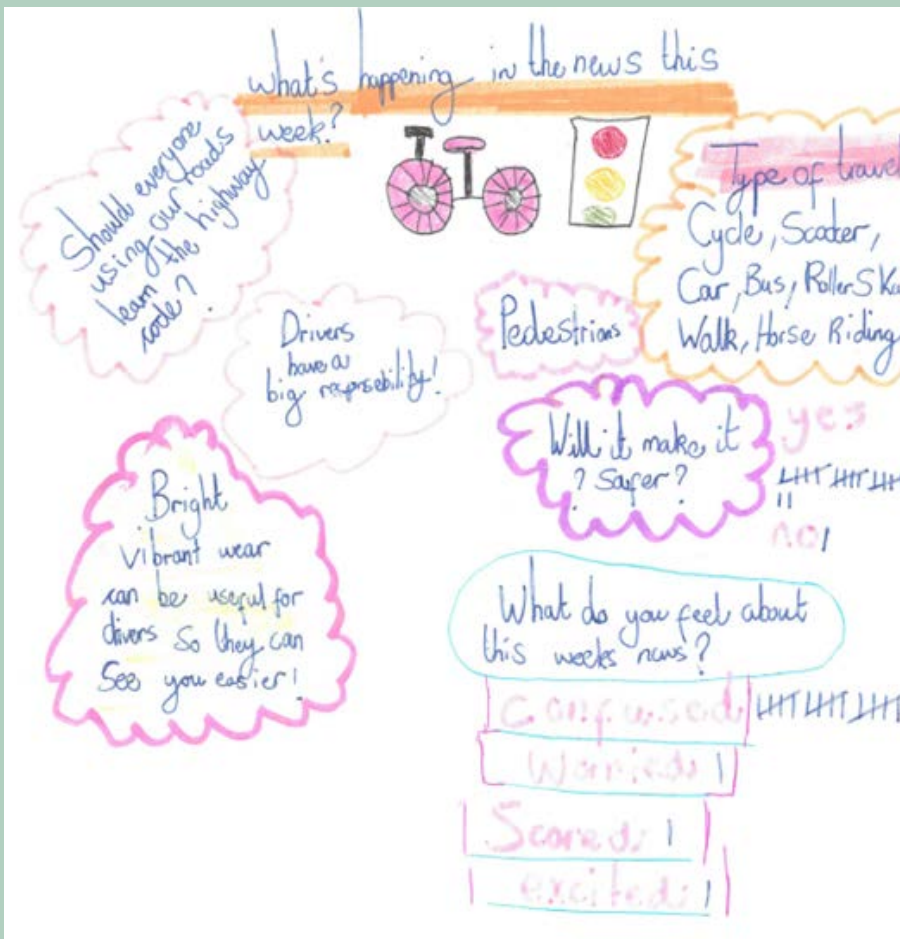 What's happening in the news this
week?
Should everyone
using our roads
learn the highway
code?
Type of travel
Cycle, Scooter,
Car, Bus, Roller Ska
Walk, Horse Riding
Drivers
have a
big responsebility!
Pedestrians
Will it make it
? Safer?
yes
no
Bright
vibrant wear
can be useful for
drivers So they can
See you easier!
What do you feel about
this weeks news?
Confused
Worried:
Scared:
excited: